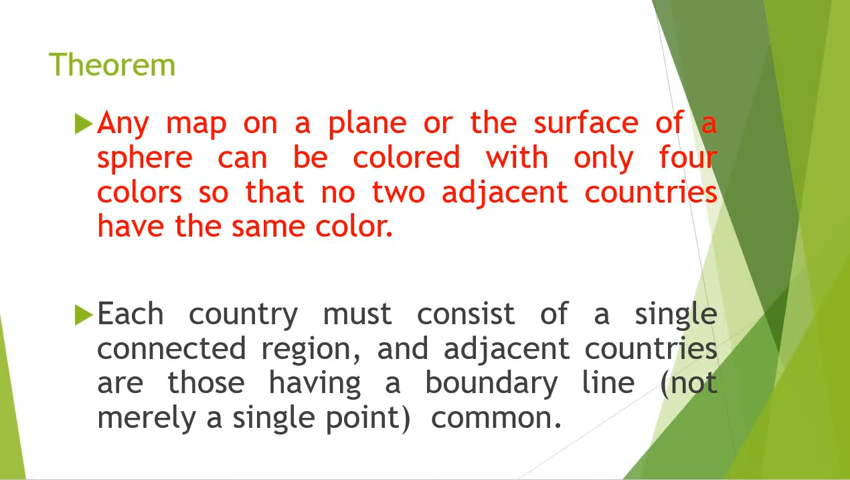 Theorem
Any map on a plane or the surface of a
sphere can be colored with only four
colors so that no two adjacent countries
have the same color.
Each country must consist of a single
connected region, and adjacent countries
are those having a boundary line (not
merely a single point)  common.